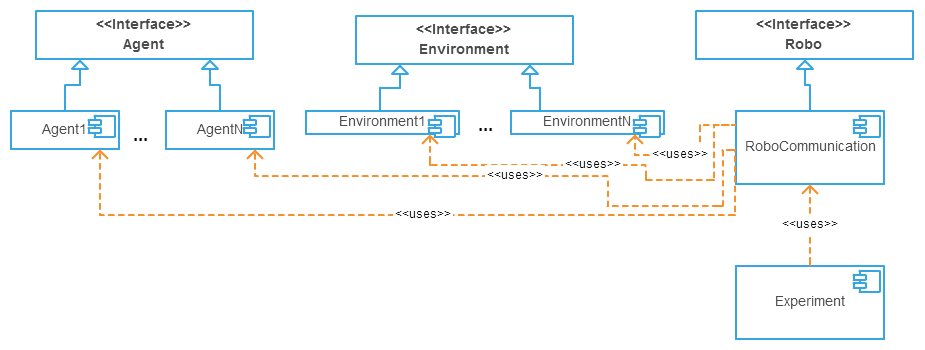 <<Interface>>
Agent
<<Interface>>
Environment
<<Interface>>
Robo
Agent1
...
AgentN
Environment1
...
EnvironmentN
RoboCommunication
<<uses>>
<<uses>>
<<uses>>
<<uses>>
<<uses>>
Experiment